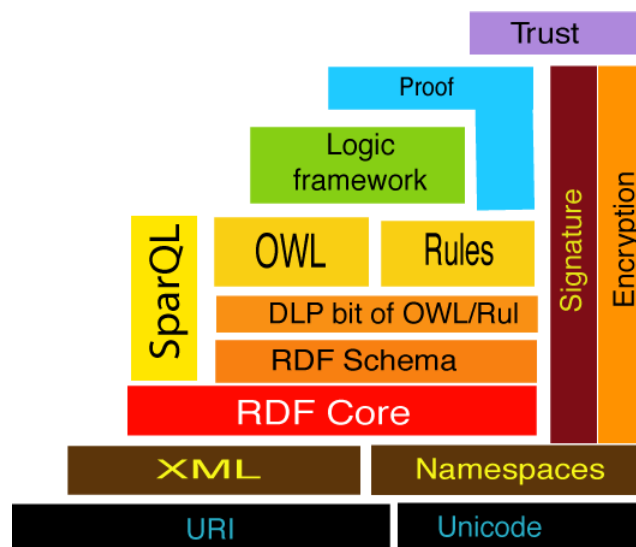 Trust
Proof
Logic
framework
Signature
Encryption
SparQL
OWL
Rules
DLP bit of OWL/Rul
RDF Schema
RDF Core
XML
Namespaces
URI
Unicode